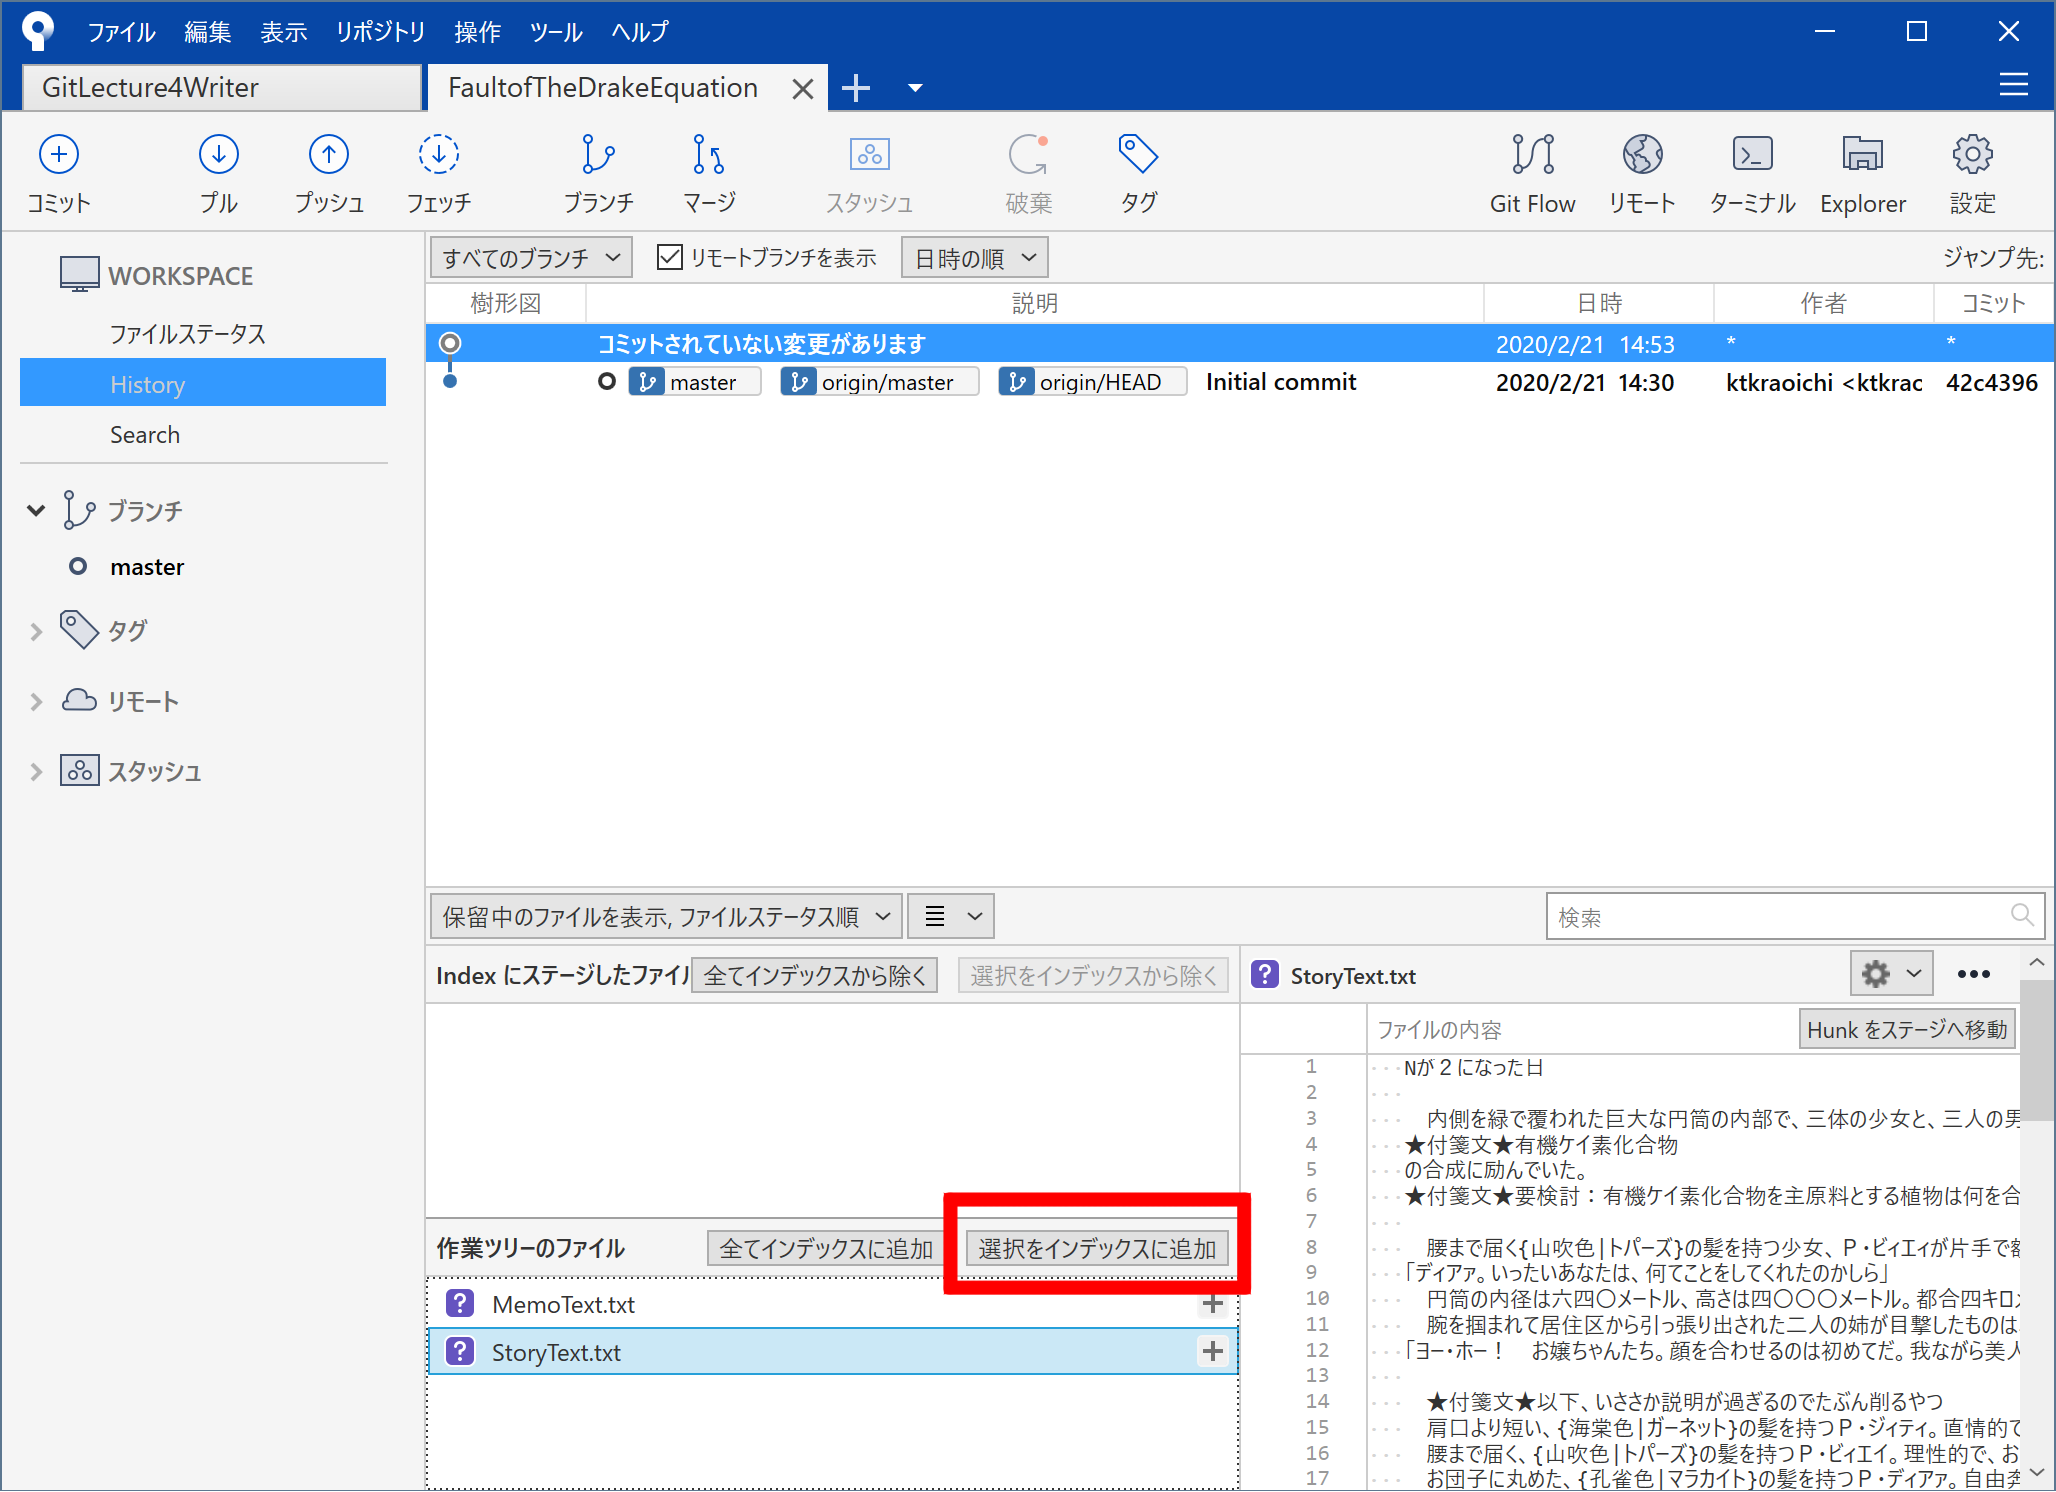 ファイル 編集 表示 リポジトリ 操作 ツール ヘルプ
GitLecture4Writer FaultofTheDrakeEquation
コミット プル プッシュ フェッチ ブランチ マージ スタッシュ 破棄 タグ Git Flow リモート ターミナル Explorer 設定
WORKSPACE
ファイルステータス
History
Search
ブランチ
master
タグ
リモート
スタッシュ
すべてのブランチ リモートブランチを表示 日時の順 ジャンプ先:
樹形図 説明 日時 作者 コミット
コミットされていない変更があります 2020/2/21 14:53 * *
master origin/master origin/HEAD Initial commit 2020/2/21 14:30 ktkraoichi <ktkrao 42c4396
保留中のファイルを表示, ファイルステータス順 検索
Index にステージしたファイル 全てインデックスから除く 選択をインデックスから除く
作業ツリーのファイル 全てインデックスに追加 選択をインデックスに追加
? MemoText.txt +
? StoryText.txt +
? StoryText.txt
ファイルの内容 Hunk をステージへ移動
1 Nが２になった日
2
3 内側を緑で覆われた巨大な円筒の内部で、三体の少女と、三人の男
4 ★付箋文★有機ケイ素化合物
5 の合成に励んでいた。
6 ★付箋文★要検討：有機ケイ素化合物を主原料とする植物は何を合
7
8 腰まで届く{山吹色|トパーズ}の髪を持つ少女、Ｐ・ビィエィが片手で額
9 「ディアァ。いったいあなたは、何てことをしてくれたのかしら」
10 円筒の内径は六四〇メートル、高さは四〇〇〇メートル。都合四キロメ
11 腕を掴まれて居住区から引っ張り出された二人の姉が目撃したものは
12 「ヨー・ホー！　お嬢ちゃんたち。顔を合わせるのは初めてだ。我ながら美人
13
14 ★付箋文★以下、いささか説明が過ぎるのでたぶん削るやつ
15 肩口より短い、{海棠色|ガーネット}の髪を持つＰ・ジィティ。直情的で
16 腰まで届く、{山吹色|トパーズ}の髪を持つＰ・ビィエイ。理性的で、お
17 お団子に丸めた、{孔雀色|マラカイト}の髪を持つＰ・ディアァ。自由奔